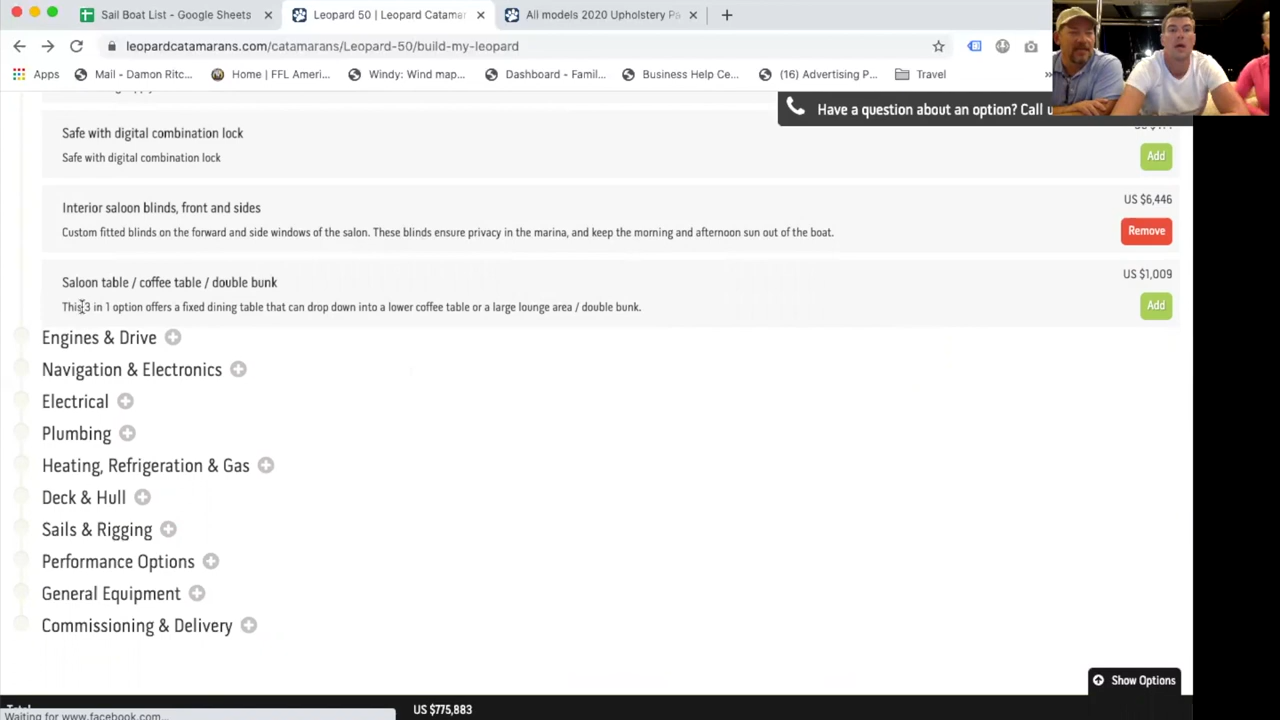 Sail Boat List - Google Sheets
Leopard 50 | Leopard Catamar
All models 2020 Upholstery Pa
leopardcatamarans.com/catamarans/Leopard-50/build-my-leopard
Apps
Mail - Damon Ritc...
Home | FFL Ameri...
Windy: Wind map...
Dashboard - Famil...
Business Help Ce...
(16) Advertising P...
Travel
»
Have a question about an option? Call u
Safe with digital combination lock
Safe with digital combination lock
Add
Interior saloon blinds, front and sides
US $6,446
Custom fitted blinds on the forward and side windows of the salon. These blinds ensure privacy in the marina, and keep the morning and afternoon sun out of the boat.
Remove
Saloon table / coffee table / double bunk
US $1,009
This 3 in 1 option offers a fixed dining table that can drop down into a lower coffee table or a large lounge area / double bunk.
Add
Engines & Drive
Navigation & Electronics
Electrical
Plumbing
Heating, Refrigeration & Gas
Deck & Hull
Sails & Rigging
Performance Options
General Equipment
Commissioning & Delivery
Show Options
US $775,883
Waiting for www.facebook.com...